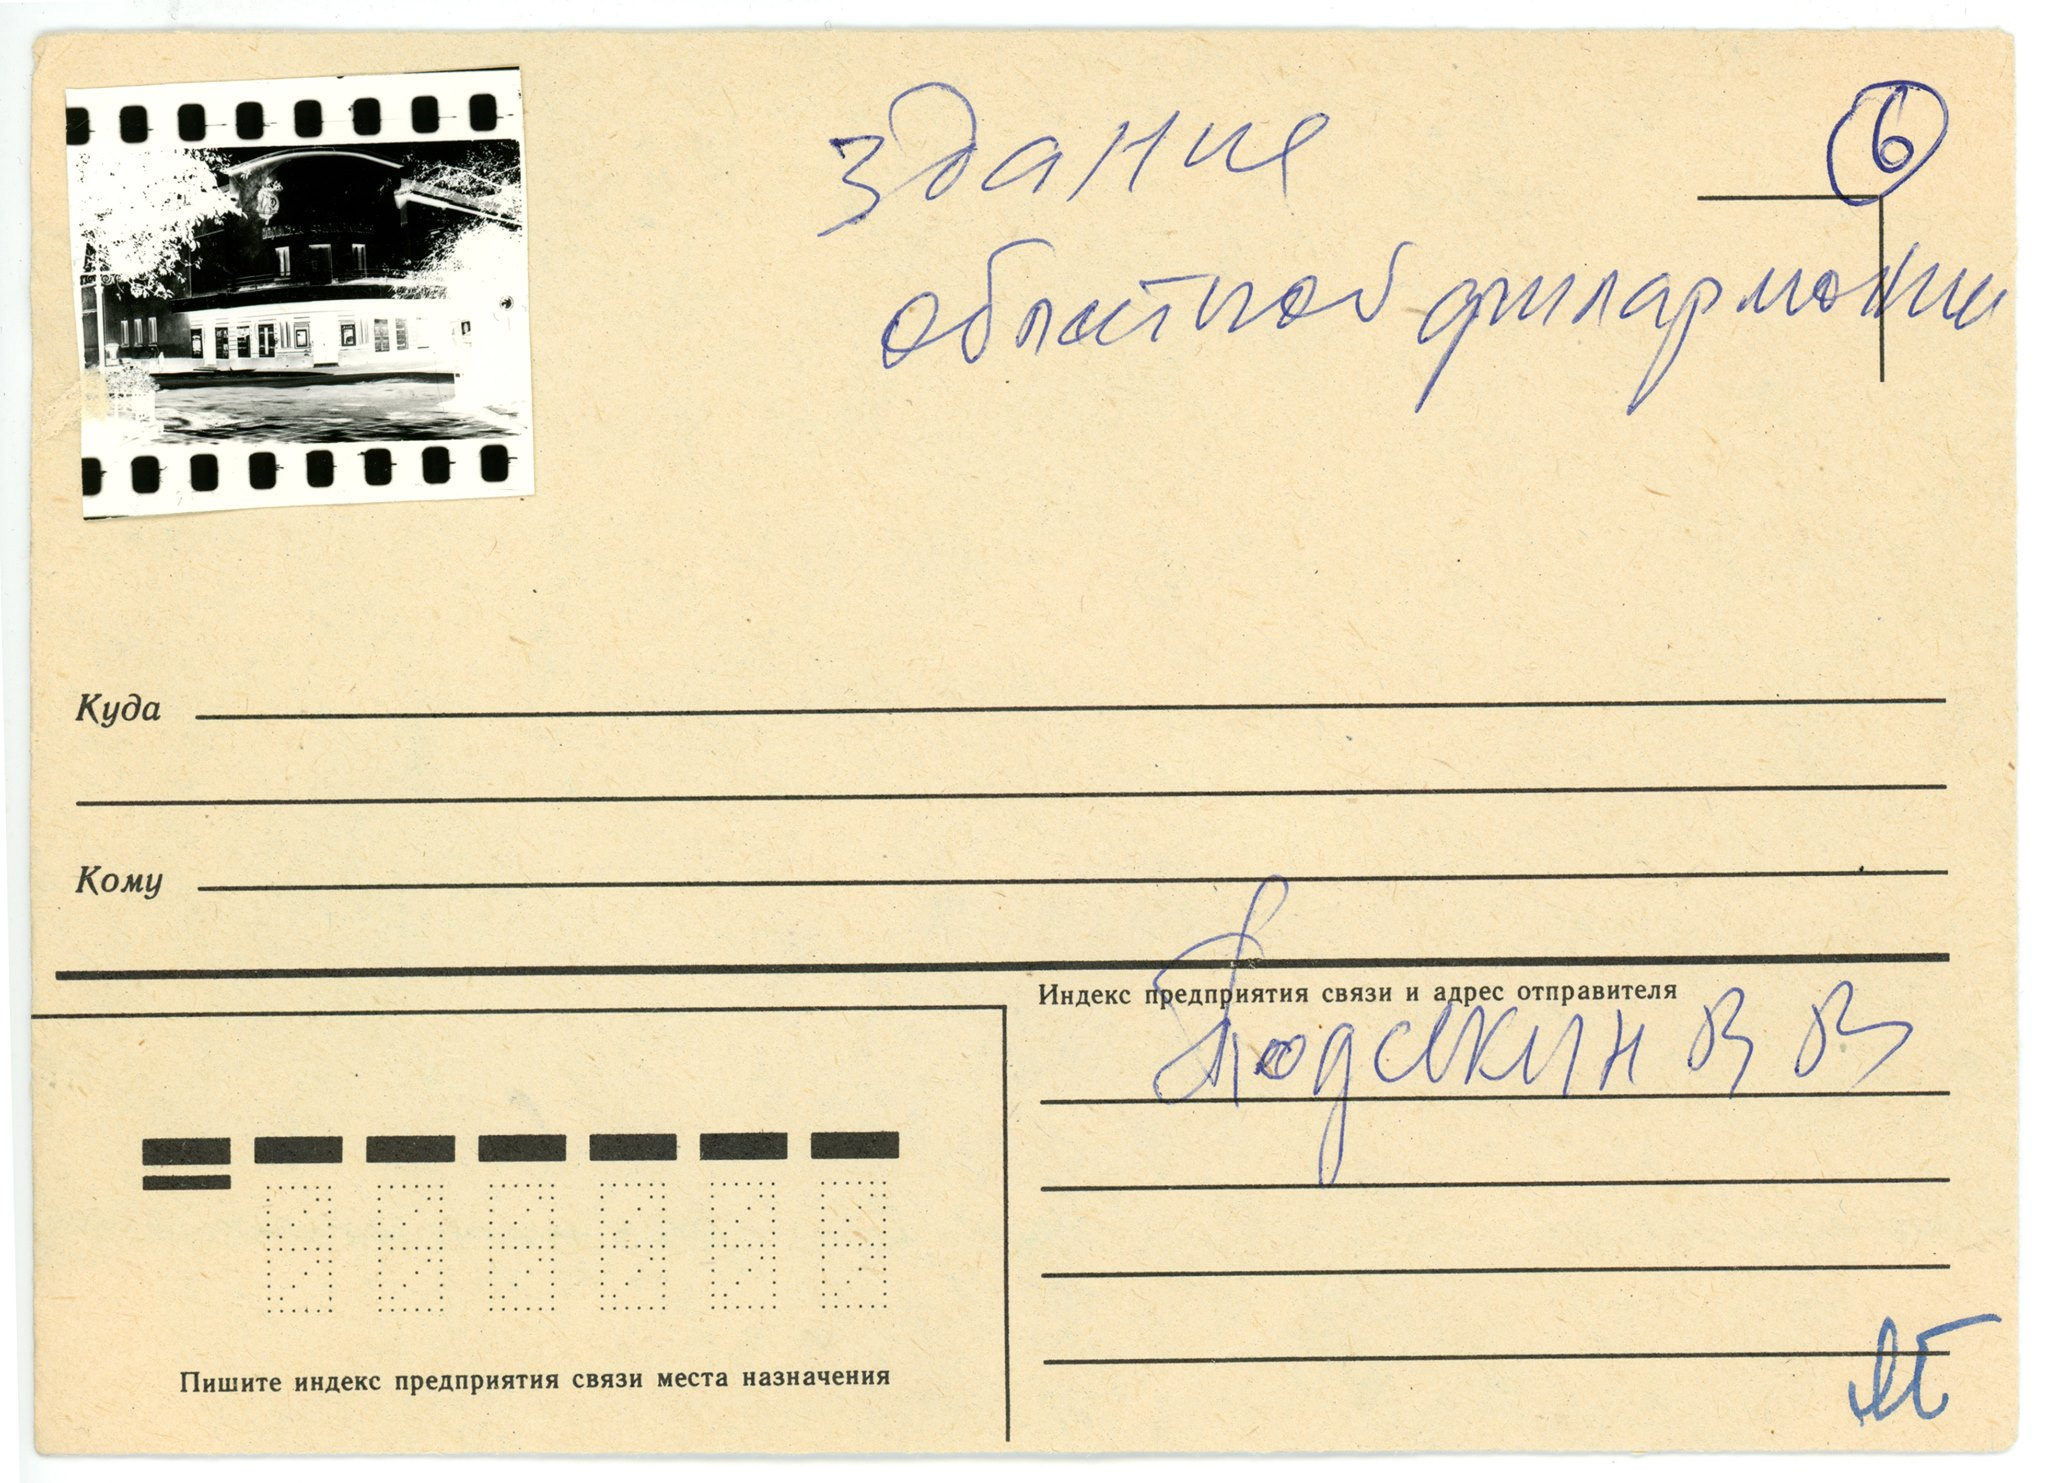 здание
6
областной филармонии
Куда
Кому
Индекс предприятия связи и адрес отправителя
В В
Пишите индекс предприятия связи места назначения